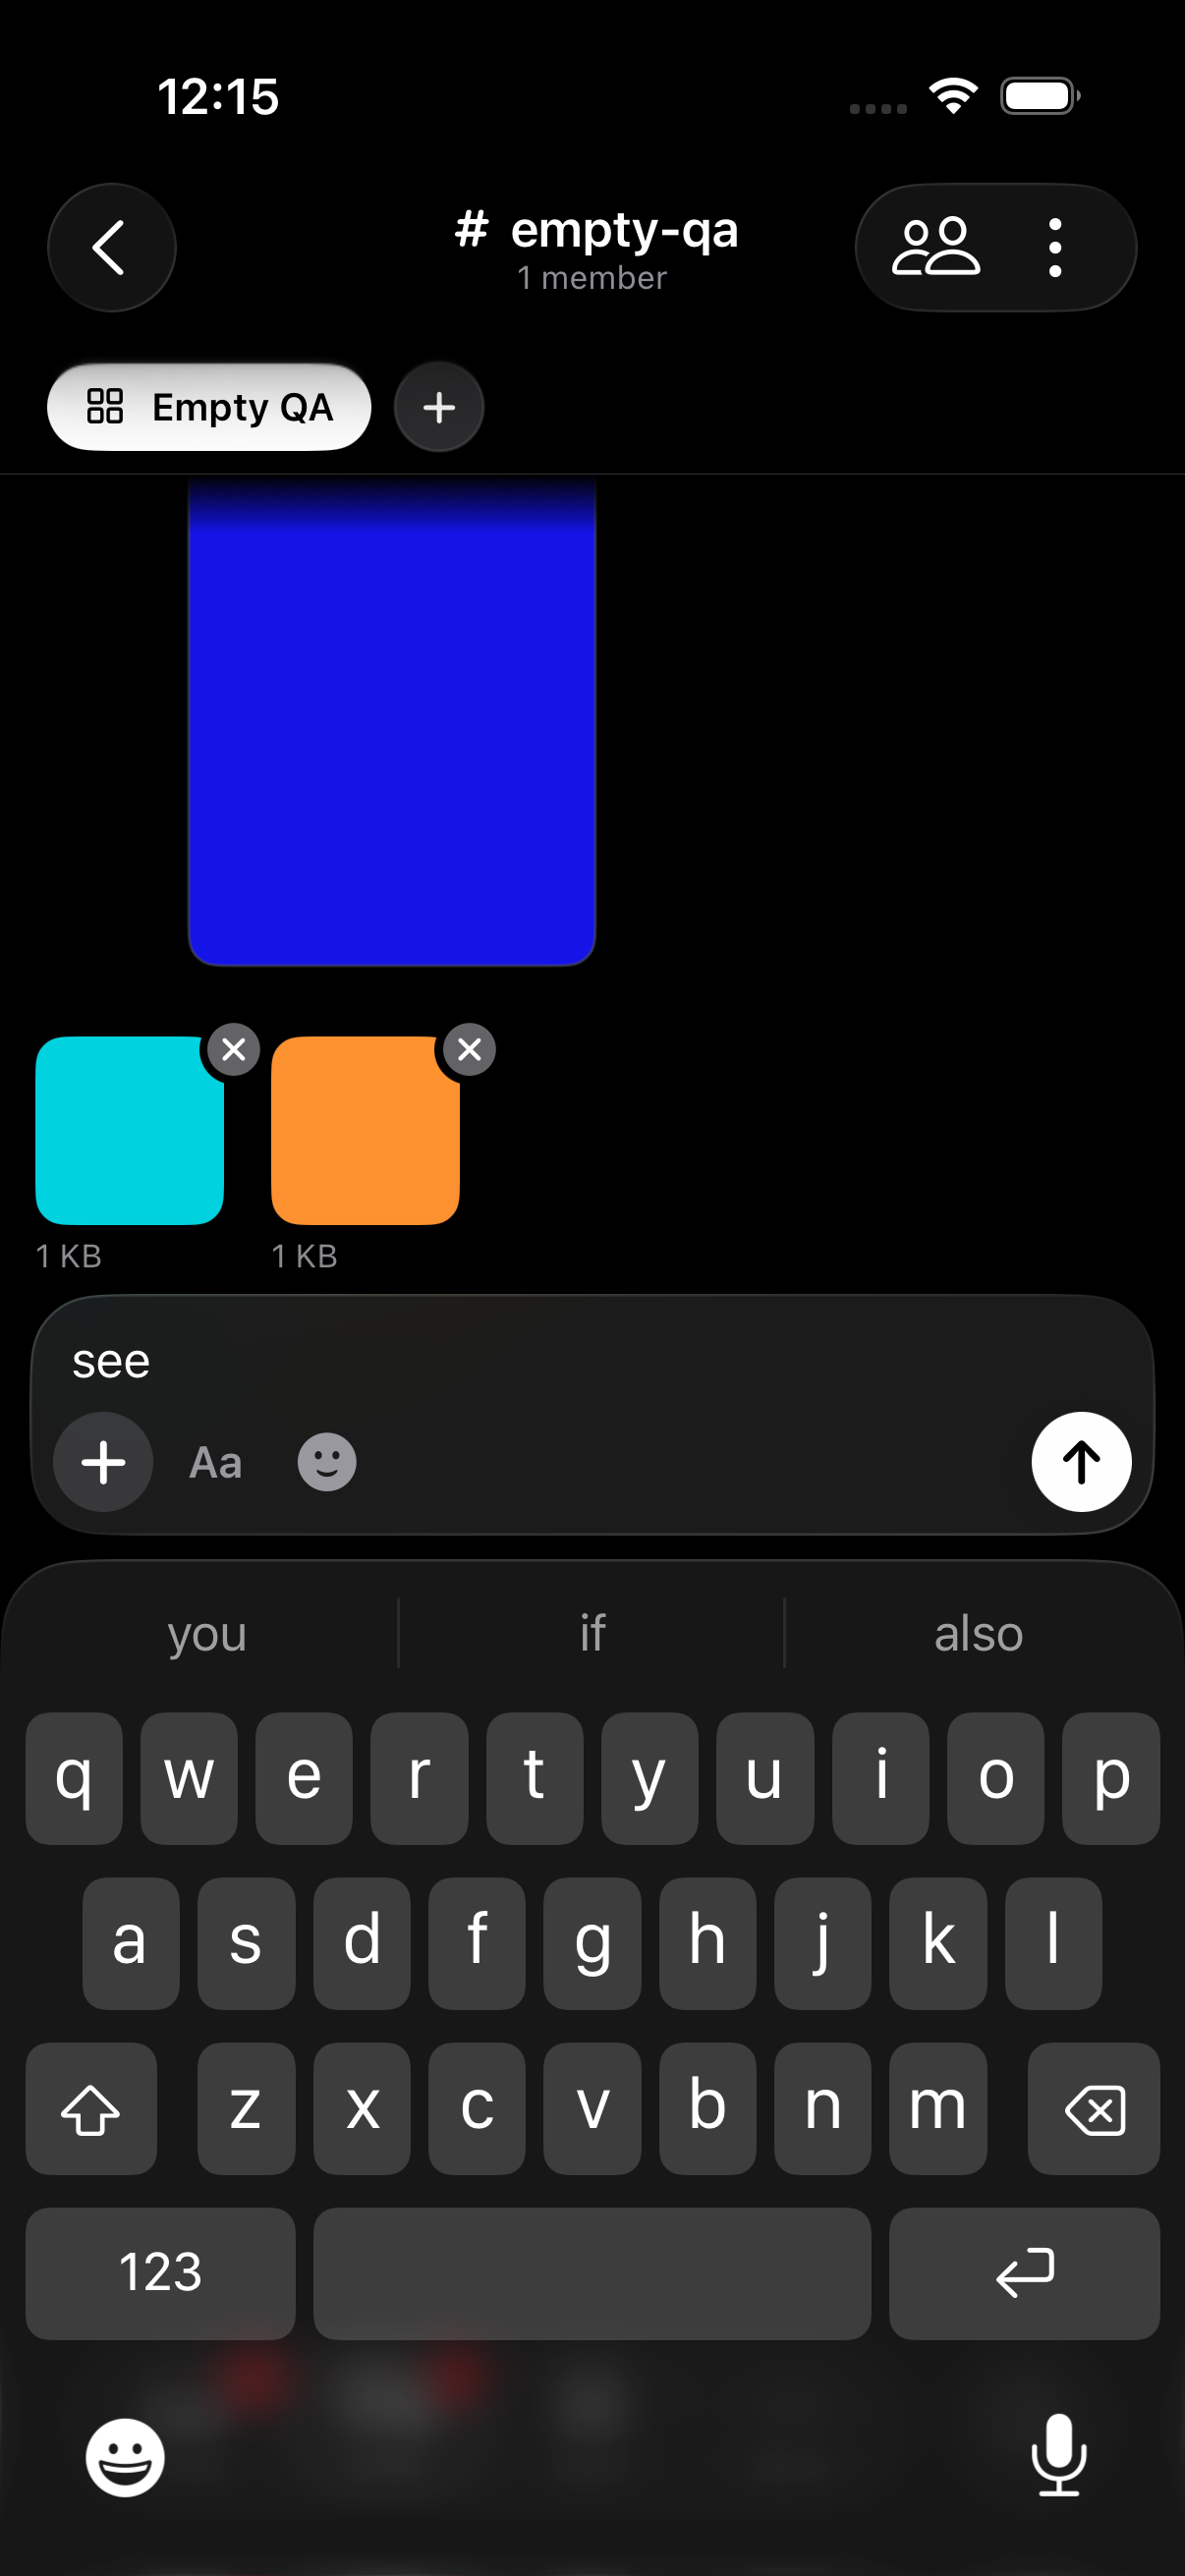 12:15
# empty-qa
1 member
Empty QA
1 KB 1 KB
see
Aa
you if also
q w e r t y u i o p
a s d f g h j k l
z x c v b n m
123